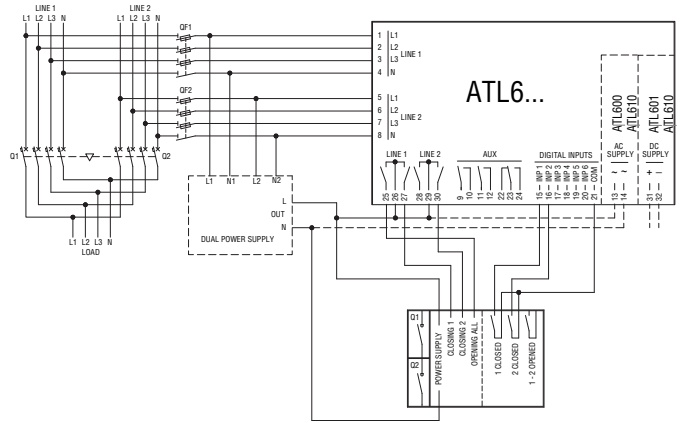 LINE 1
LINE 2
L1 L2 L3 N
L1 L2 L3 N
QF1
1 L1
2 L2
3 L3
4 N
LINE 1
QF2
5 L1
6 L2
7 L3
8 N
LINE 2
ATL6...
ATL600
ATL610
ATL601
ATL610
AC
SUPPLY
DC
SUPPLY
~ ~
+ –
Q1
Q2
LINE 1
LINE 2
AUX
DIGITAL INPUTS
INP 1
INP 2
INP 3
INP 4
INP 5
INP 6
COM
25 26 27 28 29 30 9 10 11 12 22 23 24 15 16 17 18 19 20 21 13 14 31 32
L1 N1 L2 N2
L
OUT
N
DUAL POWER SUPPLY
L1 L2 L3 N
LOAD
Q1
Q2
POWER SUPPLY
CLOSING 1
CLOSING 2
OPENING ALL
1 CLOSED
2 CLOSED
1 - 2 OPENED